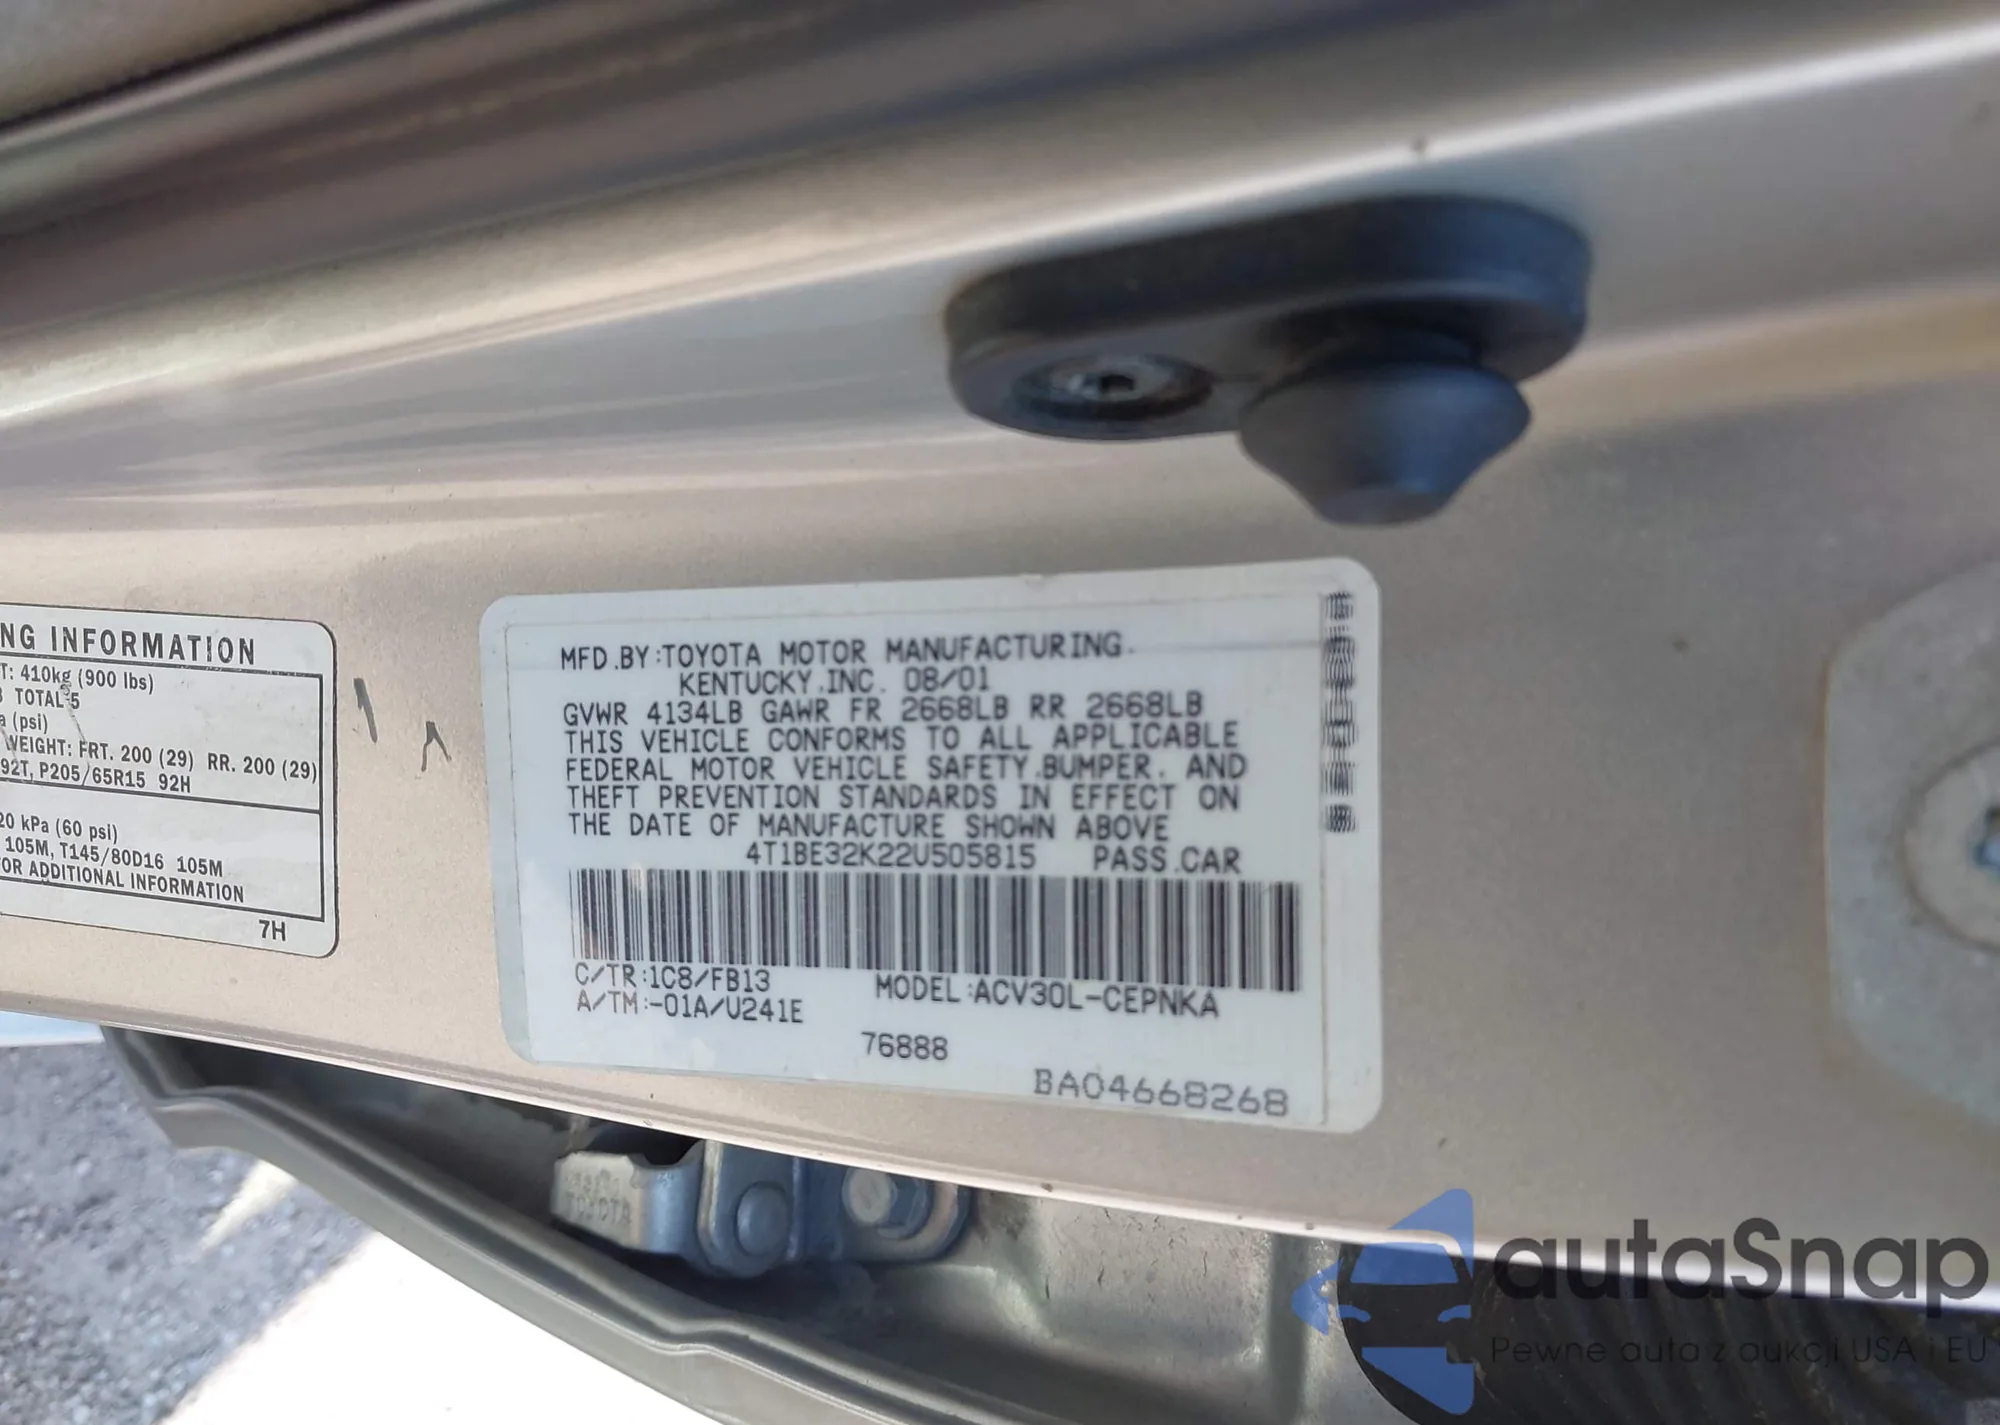 NG INFORMATION
T: 410kg (900 lbs)
TOTAL 5
a (psi)
WEIGHT: FRT. 200 (29) RR. 200 (29)
92T, P205/65R15 92H
20 kPa (60 psi)
105M, T145/80D16 105M
FOR ADDITIONAL INFORMATION
7H
MFD.BY:TOYOTA MOTOR MANUFACTURING.
KENTUCKY.INC. 08/01
GVWR 4134LB GAWR FR 2668LB RR 2668LB
THIS VEHICLE CONFORMS TO ALL APPLICABLE
FEDERAL MOTOR VEHICLE SAFETY.BUMPER. AND
THEFT PREVENTION STANDARDS IN EFFECT ON
THE DATE OF MANUFACTURE SHOWN ABOVE
4T1BE32K22U505815 PASS.CAR
C/TR:1C8/FB13 MODEL:ACV30L-CEPNKA
A/TM:-01A/U241E
76888
BA04668268
TOYOTA
autaSnap
Pewne auta z aukcji USA i EU